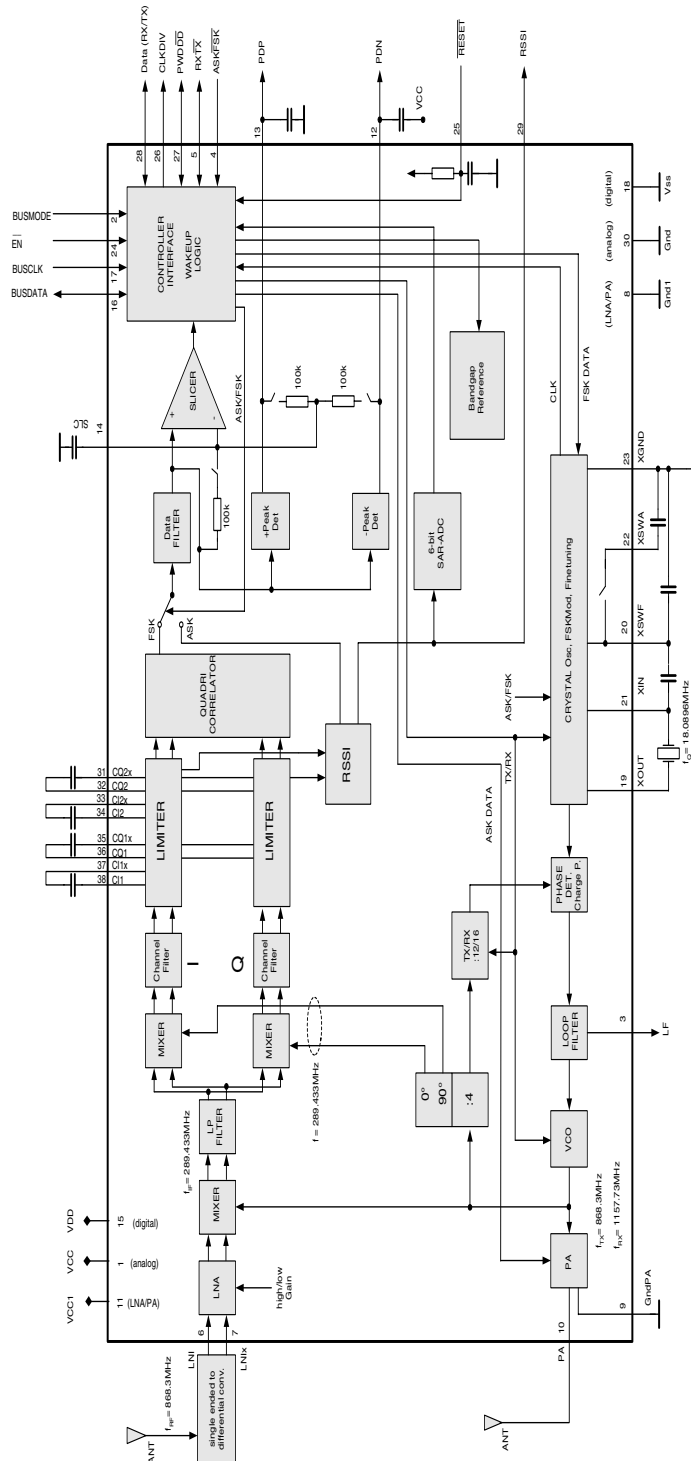 Data (RX/TX)
CLKDIV
PWDDD
RXTX
ASKFSK
PDP
PDN
VCC
RESET
RSSI
28
26
27
5
4
13
12
25
29
BUSMODE
EN
BUSCLK
BUSDATA
2
24
17
16
CONTROLLER
INTERFACE
WAKEUP
LOGIC
18
(digital)
Vss
30
(analog)
Gnd
8
(LNA/PA)
Gnd1
SLC
14
+
-
SLICER
ASK/FSK
100k
100k
Bandgap
Reference
CLK
FSK DATA
Data
FILTER
100k
+Peak
Det
-Peak
Det
6-bit
SAR-ADC
23
XGND
22
XSWA
20
XSWF
21
XIN
19
XOUT
fQ = 18.0896MHz
FSK
ASK
QUADRI
CORRELATOR
RSSI
ASK/FSK
TX/RX
ASK DATA
CRYSTAL Osc, FSKMod, Finetuning
31 CQ2x
32 CQ2
33 CI2x
34 CI2
35 CQ1x
36 CQ1
37 CI1x
38 CI1
LIMITER
LIMITER
Channel
Filter
I
Channel
Filter
Q
MIXER
MIXER
f = 289.433MHz
TX/RX
:12/16
PHASE
DET.
Charge P.
LOOP
FILTER
3
LF
0°
90°
:4
VCO
fIF= 289.433MHz
LP
FILTER
MIXER
LNA
high/low
Gain
fTX= 868.3MHz
fRX= 1157.73MHz
PA
VDD
15 (digital)
VCC
1 (analog)
VCC1
11 (LNA/PA)
LNI
6
7
LNIx
fRF= 868.3MHz
single ended to
differential conv.
ANT
9
GndPA
10
PA
ANT